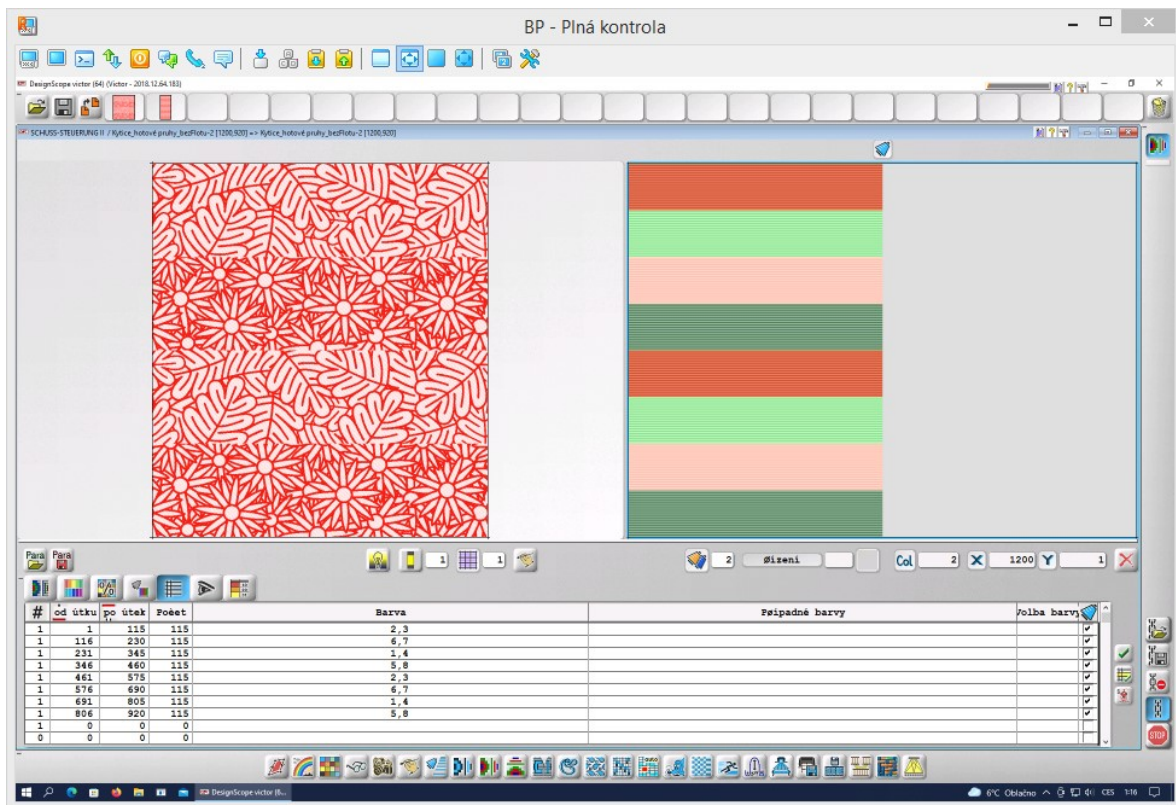 BP - Plná kontrola
DesignScope victor (64) (Victor - 2018.12.64.183)
SCHUSS-STEUERUNG II / Kytice_hotové pruhy_bezFlotu-2 [1200,920] => Kytice_hotové pruhy_bezFlotu-2 [1200,920]
Para Para 1 1 2 Øízení Col 2 X 1200 Y 1
# od útku po útek Poèet Barva Pøípadné barvy Volba barvy
1 1 115 115 2,3
1 116 230 115 6,7
1 231 345 115 1,4
1 346 460 115 5,8
1 461 575 115 2,3
1 576 690 115 6,7
1 691 805 115 1,4
1 806 920 115 5,8
1 0 0 0
0 0 0 0
STOP
DesignScope victor (6... 6°C Oblačno CES 1:16